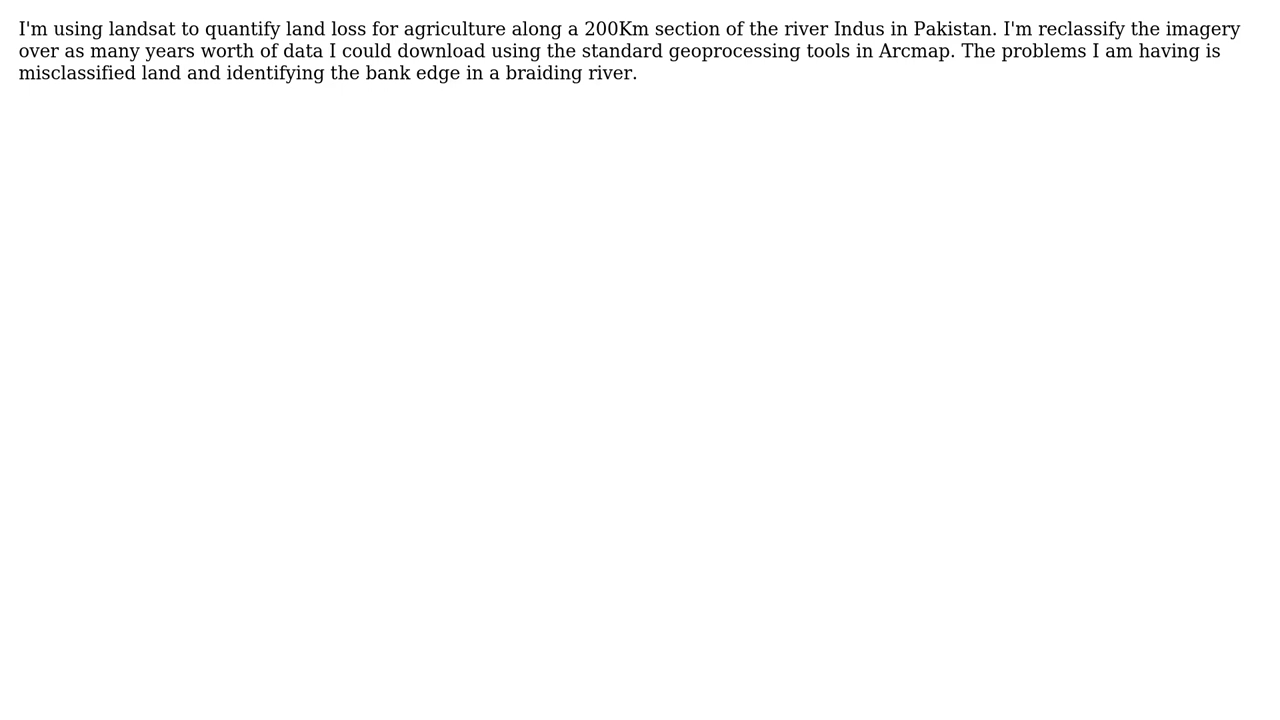 I'm using landsat to quantify land loss for agriculture along a 200Km section of the river Indus in Pakistan. I'm reclassify the imagery
over as many years worth of data I could download using the standard geoprocessing tools in Arcmap. The problems I am having is
misclassified land and identifying the bank edge in a braiding river.